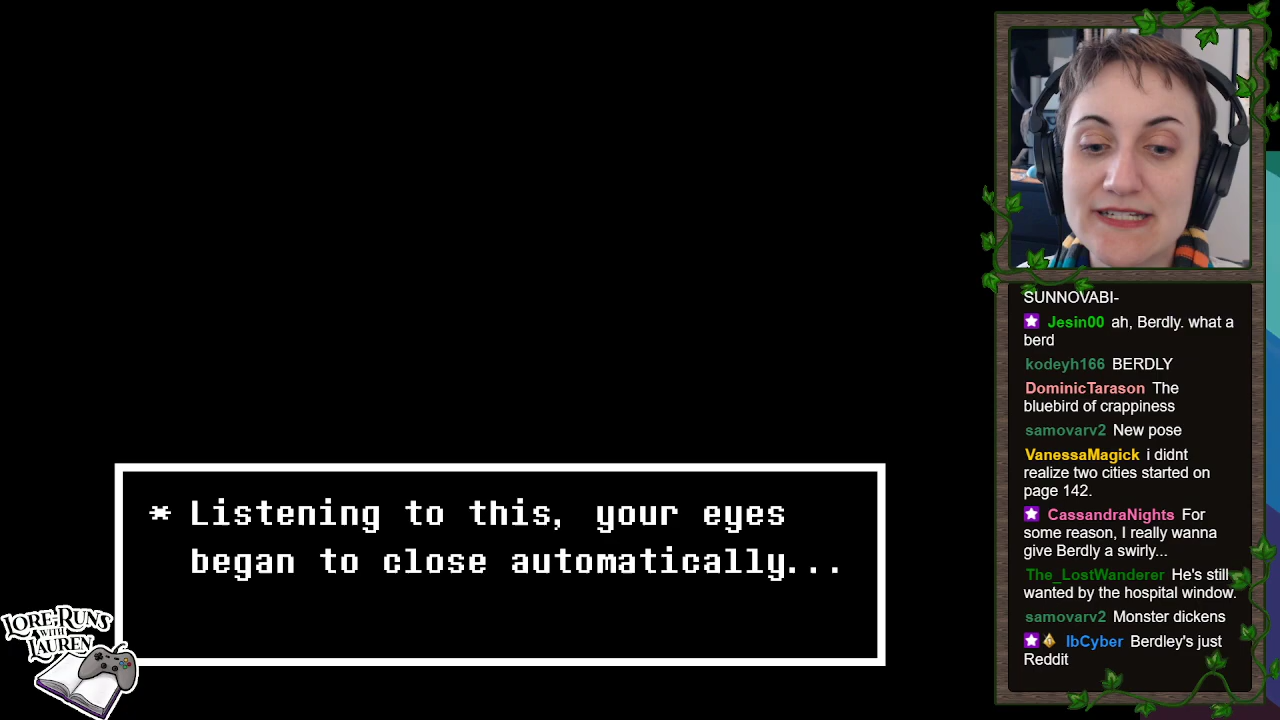 * Listening to this, your eyes
began to close automatically...
LORE-RUNS
WITH
LAUREN
SUNNOVABI-
Jesin00 ah, Berdly. what a
berd
kodeyh166 BERDLY
DominicTarason The
bluebird of crappiness
samovarv2 New pose
VanessaMagick i didnt
realize two cities started on
page 142.
CassandraNights For
some reason, I really wanna
give Berdly a swirly...
The_LostWanderer He's still
wanted by the hospital window.
samovarv2 Monster dickens
IbCyber Berdley's just
Reddit